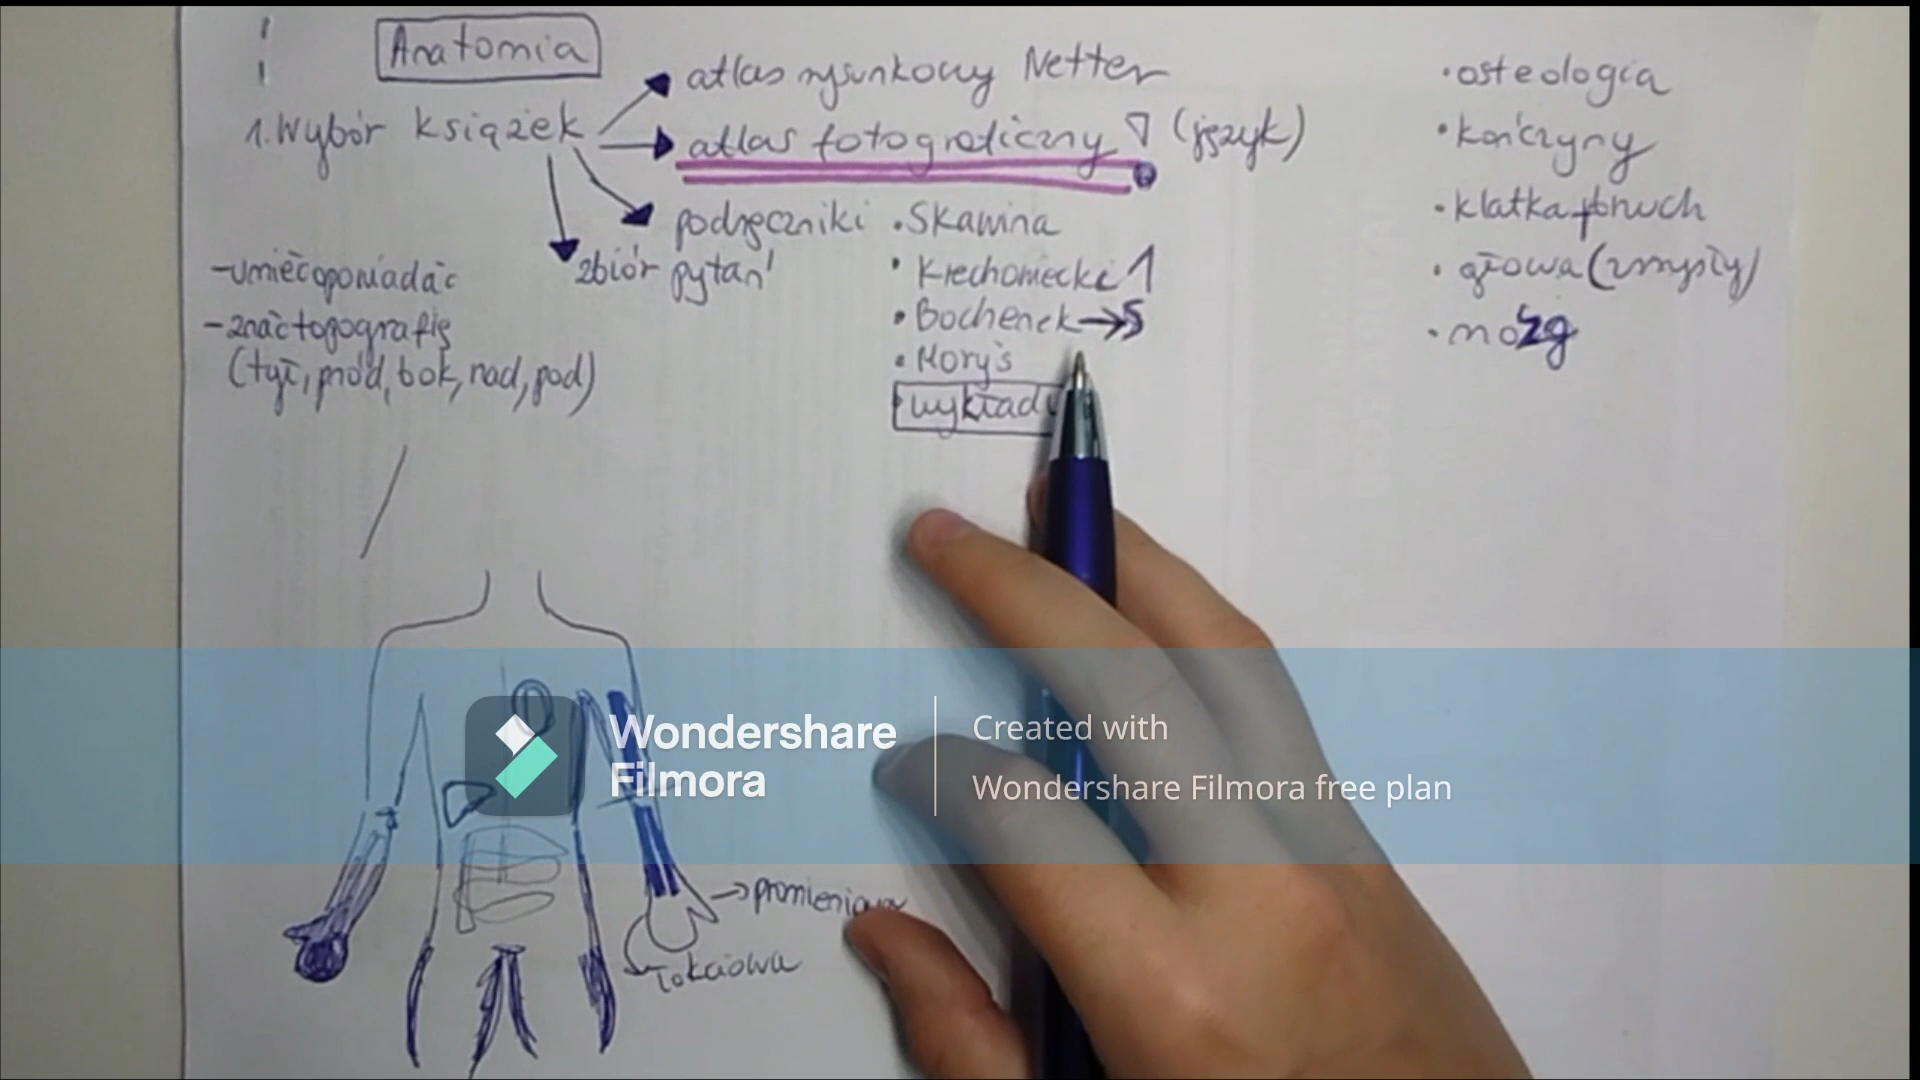 Anatomia
1. Wybór książek
atlas rysunkowy Netter
atlas fotograficzny (język)
podręczniki • Skawina
• Krechowiecki 1
• Bochenek → 5
• Moryś
• wykład
zbiór pytań
- umieć opowiadać
- znać topografię
(tył, przód, bok, nad, pod)
• osteologia
• kończyny
• klatka + brzuch
• głowa (zmysły)
• mózg
Wondershare
Filmora
Created with
Wondershare Filmora free plan
→ promieniowa
łokciowa